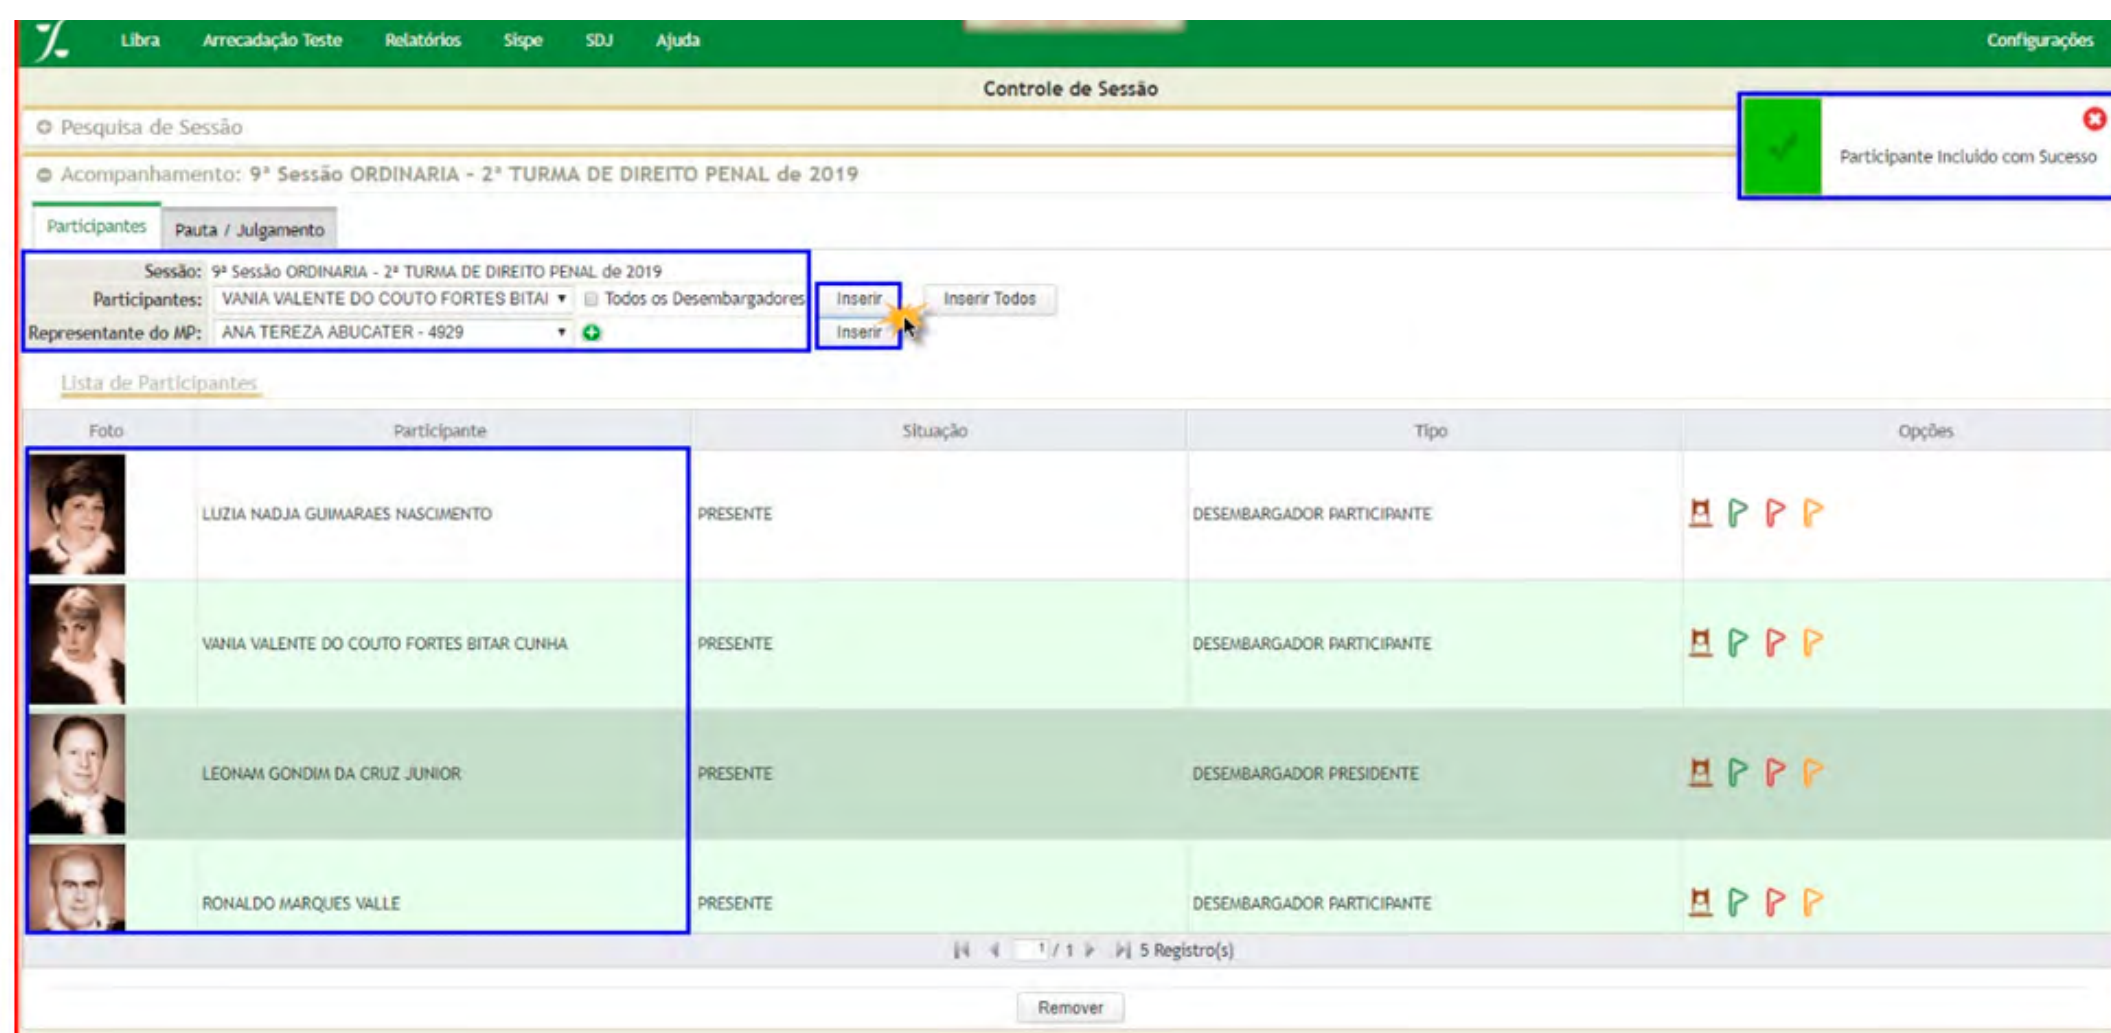 Libra Arrecadação Teste Relatórios Sispe SDJ Ajuda Configurações
Controle de Sessão
Pesquisa de Sessão
Participante Incluído com Sucesso
Acompanhamento: 9ª Sessão ORDINARIA - 2ª TURMA DE DIREITO PENAL de 2019
Participantes Pauta / Julgamento
Sessão: 9ª Sessão ORDINARIA - 2ª TURMA DE DIREITO PENAL de 2019
Participantes: VANIA VALENTE DO COUTO FORTES BITAI Todos os Desembargadores Inserir Inserir Todos
Representante do MP: ANA TEREZA ABUCATER - 4929 Inserir
Lista de Participantes
Foto Participante Situação Tipo Opções
LUZIA NADJA GUIMARAES NASCIMENTO PRESENTE DESEMBARGADOR PARTICIPANTE
VANIA VALENTE DO COUTO FORTES BITAR CUNHA PRESENTE DESEMBARGADOR PARTICIPANTE
LEONAM GONDIM DA CRUZ JUNIOR PRESENTE DESEMBARGADOR PRESIDENTE
RONALDO MARQUES VALLE PRESENTE DESEMBARGADOR PARTICIPANTE
1 / 1 5 Registro(s)
Remover